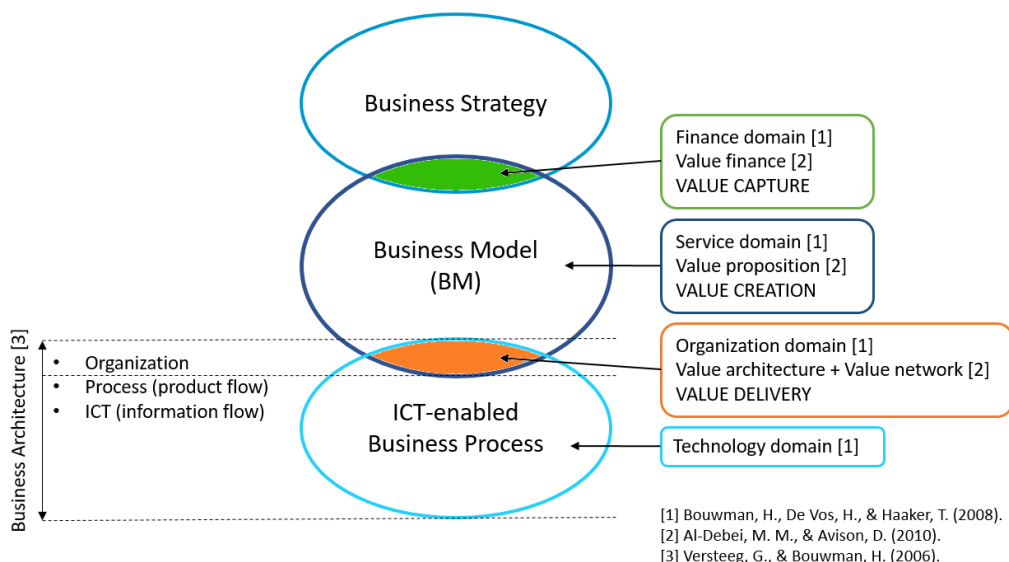 Business Strategy
Finance domain [1]
Value finance [2]
VALUE CAPTURE
Business Model
(BM)
Service domain [1]
Value proposition [2]
VALUE CREATION
Business Architecture [3]
• Organization
• Process (product flow)
• ICT (information flow)
Organization domain [1]
Value architecture + Value network [2]
VALUE DELIVERY
ICT-enabled
Business Process
Technology domain [1]
[1] Bouwman, H., De Vos, H., & Haaker, T. (2008).
[2] Al-Debei, M. M., & Avison, D. (2010).
[3] Versteeg, G., & Bouwman, H. (2006).